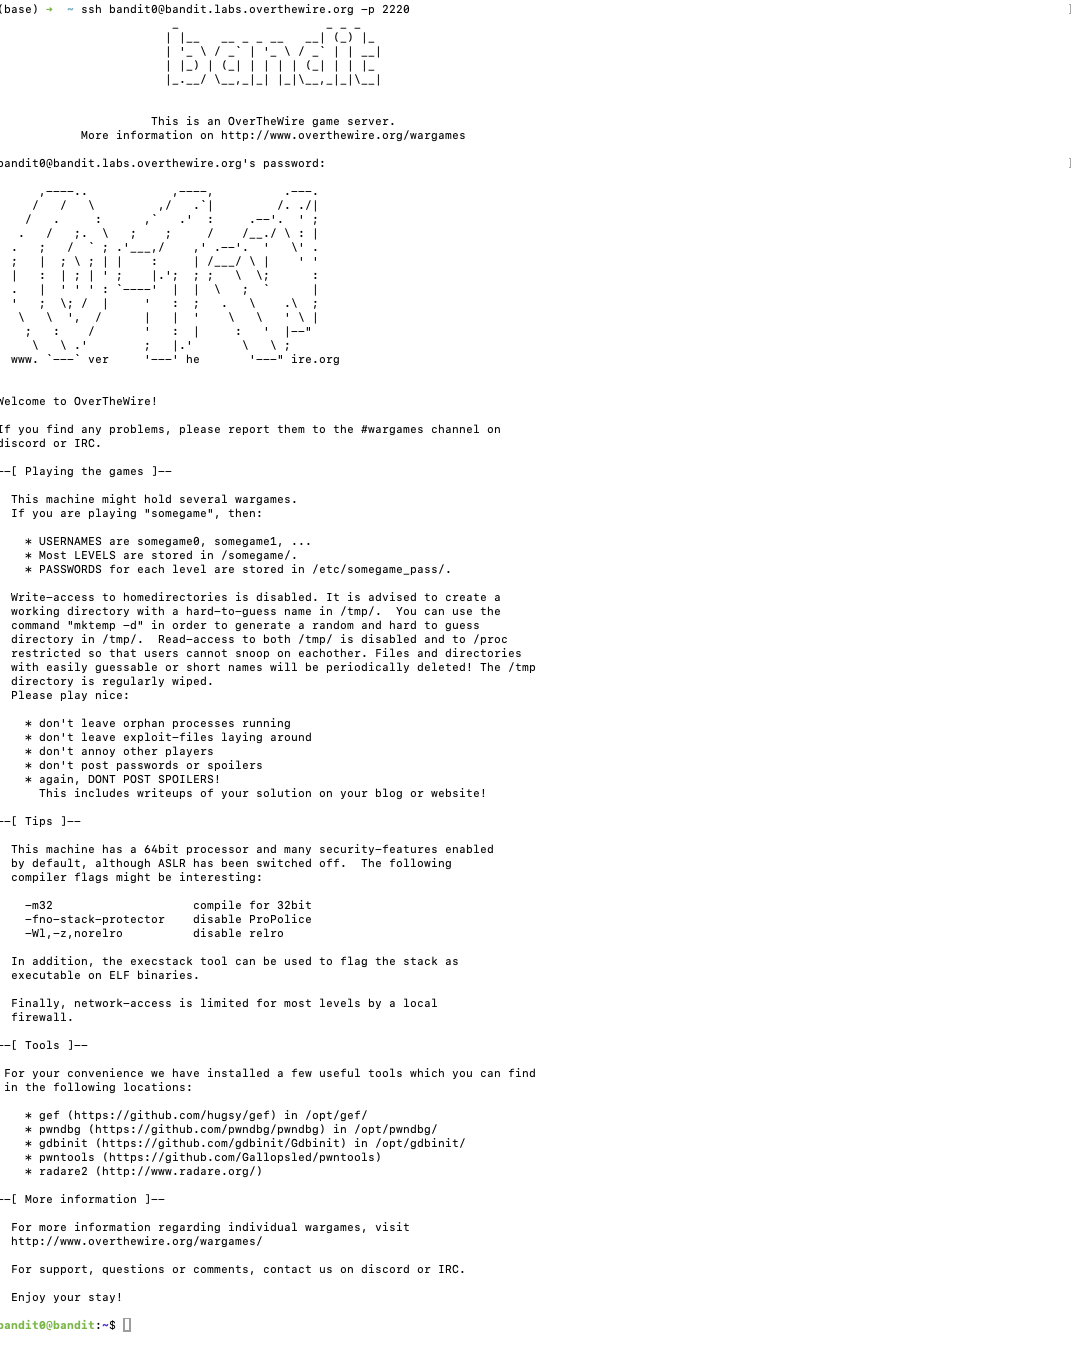 (base) ➜  ~ ssh bandit0@bandit.labs.overthewire.org -p 2220
                         _                     _ _ _
                        | |__   __ _ _ __   __| (_) |_
                        | '_ \ / _` | '_ \ / _` | | __|
                        | |_) | (_| | | | | (_| | | |_
                        |_.__/ \__,_|_| |_|\__,_|_|\__|
                      This is an OverTheWire game server.
            More information on http://www.overthewire.org/wargames
bandit0@bandit.labs.overthewire.org's password:
      ,----..            ,----,          .---.
     /   /   \         ,/   .`|         /. ./|
    /   .     :      ,`   .'  :     .--'.  ' ;
   .   /   ;.  \   ;    ;     /    /__./ \ : |
  .   ;   /  ` ; .'___,/    ,' .--'.  '   \' .
  ;   |  ; \ ; | |    :     | /___/ \ |    ' '
  |   :  | ; | ' ;    |.';  ; ;   \  \;      :
  .   |  ' ' ' : `----'  |  |  \   ;  `      |
  '   ;  \; /  |     '   :  ;   .   \    .\  ;
   \   \  ',  /      |   |  '    \   \   ' \ |
    ;   :    /       '   :  |     :   '  |--"
     \   \ .'        ;   |.'       \   \ ;
  www. `---` ver     '---' he       '---" ire.org
Welcome to OverTheWire!
If you find any problems, please report them to the #wargames channel on
discord or IRC.
--[ Playing the games ]--
  This machine might hold several wargames.
  If you are playing "somegame", then:
    * USERNAMES are somegame0, somegame1, ...
    * Most LEVELS are stored in /somegame/.
    * PASSWORDS for each level are stored in /etc/somegame_pass/.
  Write-access to homedirectories is disabled. It is advised to create a
  working directory with a hard-to-guess name in /tmp/.  You can use the
  command "mktemp -d" in order to generate a random and hard to guess
  directory in /tmp/.  Read-access to both /tmp/ is disabled and to /proc
  restricted so that users cannot snoop on eachother. Files and directories
  with easily guessable or short names will be periodically deleted! The /tmp
  directory is regularly wiped.
  Please play nice:
    * don't leave orphan processes running
    * don't leave exploit-files laying around
    * don't annoy other players
    * don't post passwords or spoilers
    * again, DONT POST SPOILERS!
      This includes writeups of your solution on your blog or website!
--[ Tips ]--
  This machine has a 64bit processor and many security-features enabled
  by default, although ASLR has been switched off.  The following
  compiler flags might be interesting:
    -m32                    compile for 32bit
    -fno-stack-protector    disable ProPolice
    -Wl,-z,norelro          disable relro
  In addition, the execstack tool can be used to flag the stack as
  executable on ELF binaries.
  Finally, network-access is limited for most levels by a local
  firewall.
--[ Tools ]--
 For your convenience we have installed a few useful tools which you can find
 in the following locations:
    * gef (https://github.com/hugsy/gef) in /opt/gef/
    * pwndbg (https://github.com/pwndbg/pwndbg) in /opt/pwndbg/
    * gdbinit (https://github.com/gdbinit/Gdbinit) in /opt/gdbinit/
    * pwntools (https://github.com/Gallopsled/pwntools)
    * radare2 (http://www.radare.org/)
--[ More information ]--
  For more information regarding individual wargames, visit
  http://www.overthewire.org/wargames/
  For support, questions or comments, contact us on discord or IRC.
  Enjoy your stay!
bandit0@bandit:~$